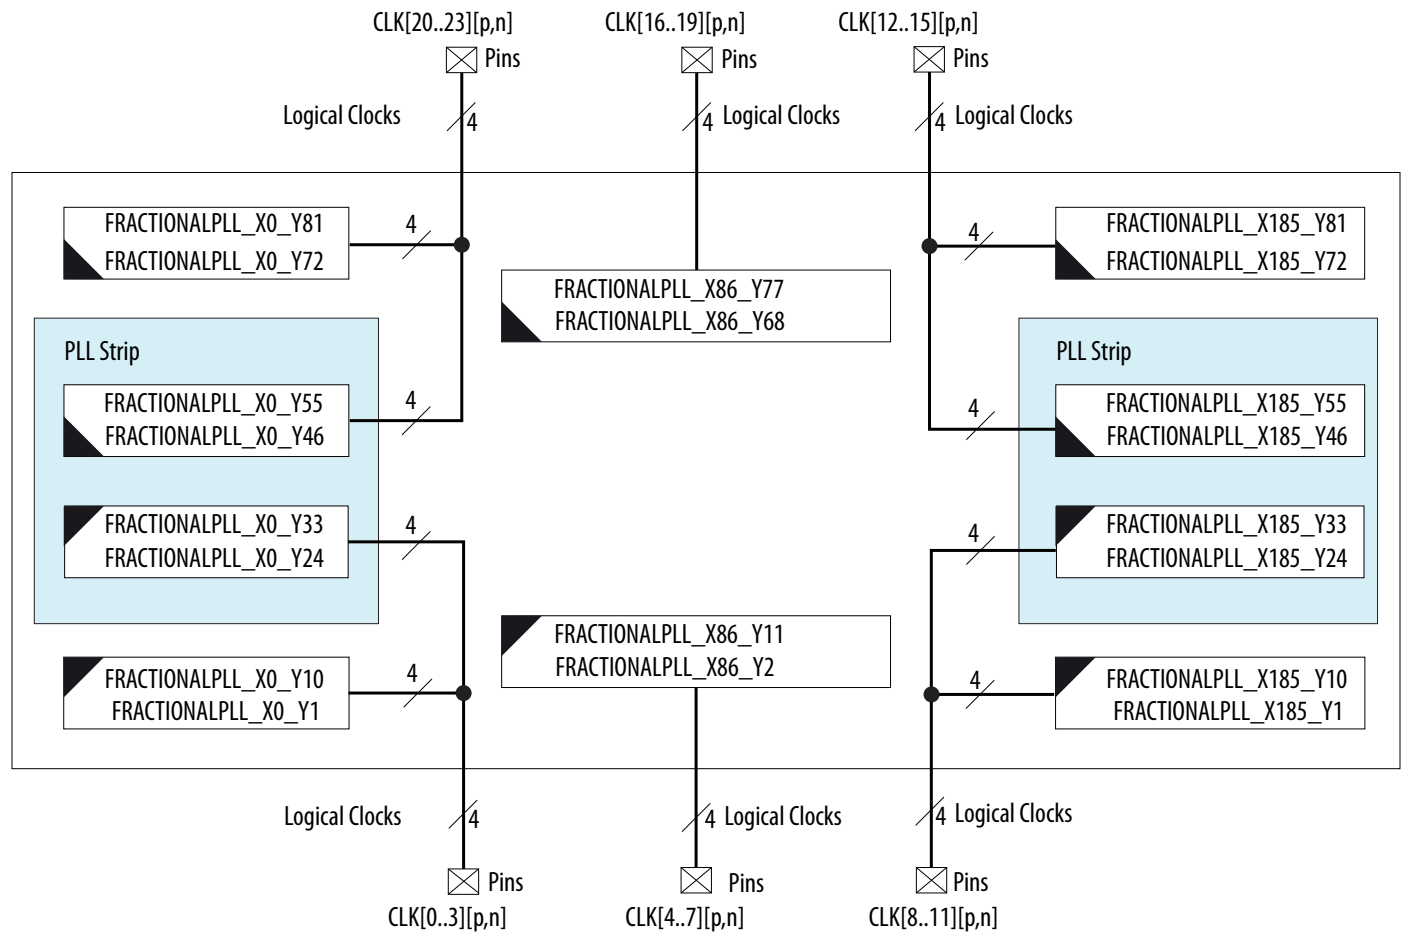 CLK[20..23][p,n]
CLK[16..19][p,n]
CLK[12..15][p,n]
Pins
Pins
Pins
Logical Clocks
4
4
Logical Clocks
4
Logical Clocks
FRACTIONALPLL_X0_Y81
FRACTIONALPLL_X0_Y72
4
4
FRACTIONALPLL_X185_Y81
FRACTIONALPLL_X185_Y72
FRACTIONALPLL_X86_Y77
FRACTIONALPLL_X86_Y68
PLL Strip
PLL Strip
FRACTIONALPLL_X0_Y55
FRACTIONALPLL_X0_Y46
4
4
FRACTIONALPLL_X185_Y55
FRACTIONALPLL_X185_Y46
FRACTIONALPLL_X0_Y33
FRACTIONALPLL_X0_Y24
4
4
FRACTIONALPLL_X185_Y33
FRACTIONALPLL_X185_Y24
FRACTIONALPLL_X86_Y11
FRACTIONALPLL_X86_Y2
FRACTIONALPLL_X0_Y10
FRACTIONALPLL_X0_Y1
4
4
FRACTIONALPLL_X185_Y10
FRACTIONALPLL_X185_Y1
Logical Clocks
4
4
Logical Clocks
4
Logical Clocks
Pins
Pins
Pins
CLK[0..3][p,n]
CLK[4..7][p,n]
CLK[8..11][p,n]